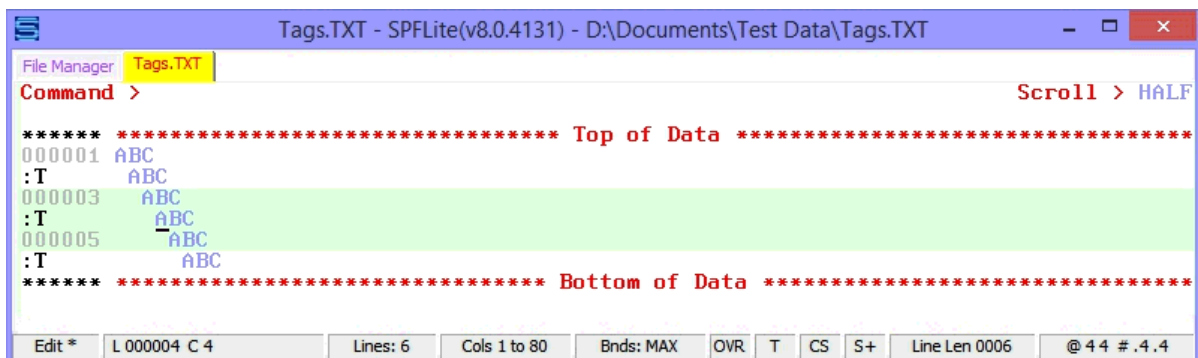 Tags.TXT - SPFLite(v8.0.4131) - D:\Documents\Test Data\Tags.TXT
File Manager Tags.TXT
Command > Scroll > HALF
****** ********************************* Top of Data **********************************
000001 ABC
:T ABC
000003 ABC
:T ABC
000005 ABC
:T ABC
****** ******************************** Bottom of Data ********************************
Edit * L 000004 C 4 Lines: 6 Cols 1 to 80 Bnds: MAX OVR T CS S+ Line Len 0006 @ 4 4 # .4 .4